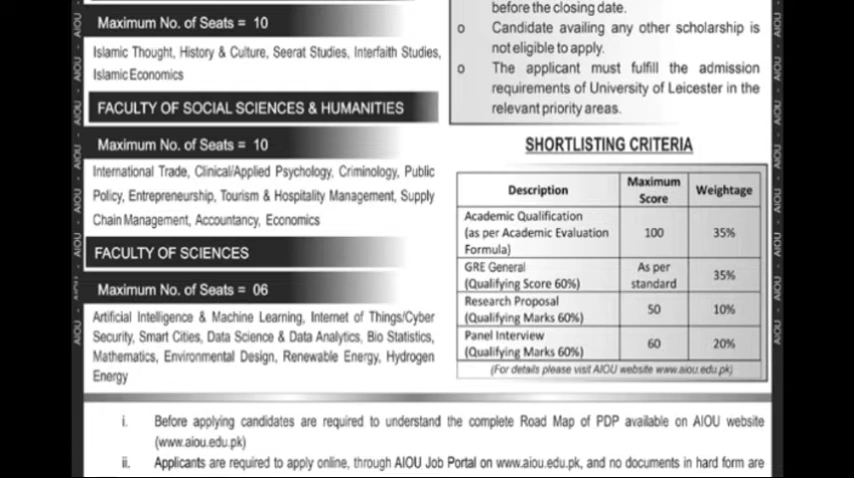 Maximum No. of Seats = 10
Islamic Thought, History & Culture, Seerat Studies, Interfaith Studies,
Islamic Economics
FACULTY OF SOCIAL SCIENCES & HUMANITIES
Maximum No. of Seats = 10
International Trade, Clinical/Applied Psychology, Criminology, Public
Policy, Entrepreneurship, Tourism & Hospitality Management, Supply
Chain Management, Accountancy, Economics
FACULTY OF SCIENCES
Maximum No. of Seats = 06
Artificial Intelligence & Machine Learning, Internet of Things/Cyber
Security, Smart Cities, Data Science & Data Analytics, Bio Statistics,
Mathematics, Environmental Design, Renewable Energy, Hydrogen
Energy
before the closing date.
o Candidate availing any other scholarship is
not eligible to apply.
o The applicant must fulfill the admission
requirements of University of Leicester in the
relevant priority areas.
SHORTLISTING CRITERIA
Description Maximum Score Weightage
Academic Qualification
(as per Academic Evaluation 100 35%
Formula)
GRE General As per
(Qualifying Score 60%) standard 35%
Research Proposal
(Qualifying Marks 60%) 50 10%
Panel Interview
(Qualifying Marks 60%) 60 20%
(For details please visit AIOU website www.aiou.edu.pk)
i. Before applying candidates are required to understand the complete Road Map of PDP available on AIOU website
(www.aiou.edu.pk)
ii. Applicants are required to apply online, through AIOU Job Portal on www.aiou.edu.pk, and no documents in hard form are
AIOU - AIOU - AIOU - AIOU - AIOU
AIOU - AIOU - AIOU - AIOU - AIOU